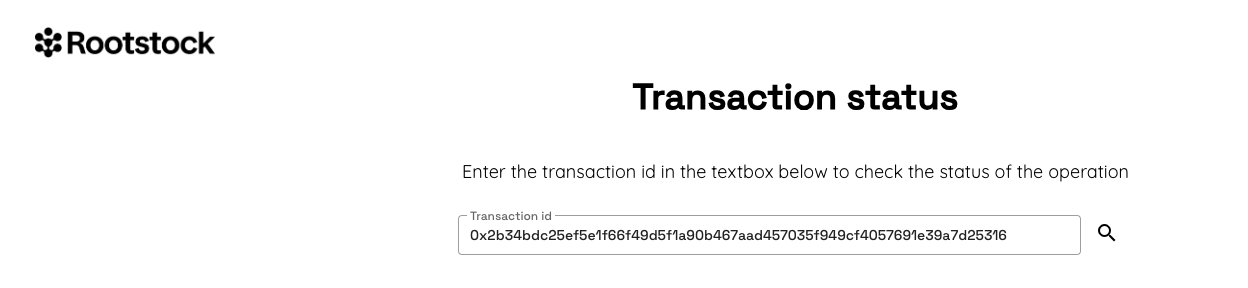 Rootstock
Transaction status
Enter the transaction id in the textbox below to check the status of the operation
Transaction id
0x2b34bdc25ef5e1f66f49d5f1a90b467aad457035f949cf4057691e39a7d25316